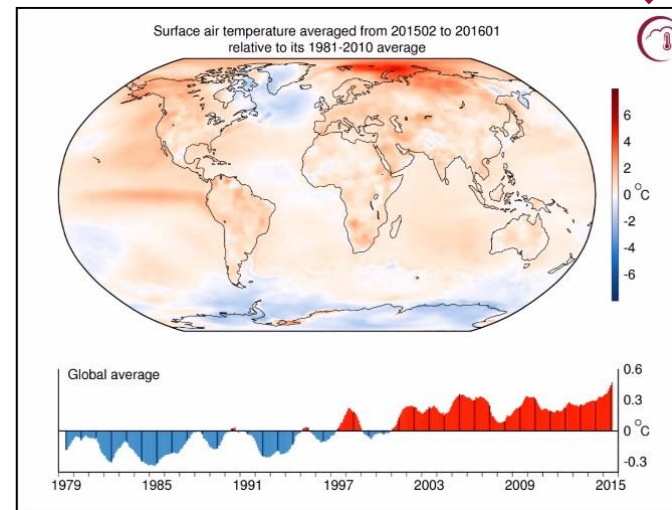 Surface air temperature averaged from 201502 to 201601
relative to its 1981-2010 average
6
4
2
0
-2
-4
-6
°C
Global average
0.6
0.3
0
-0.3
°C
1979 1985 1991 1997 2003 2009 2015